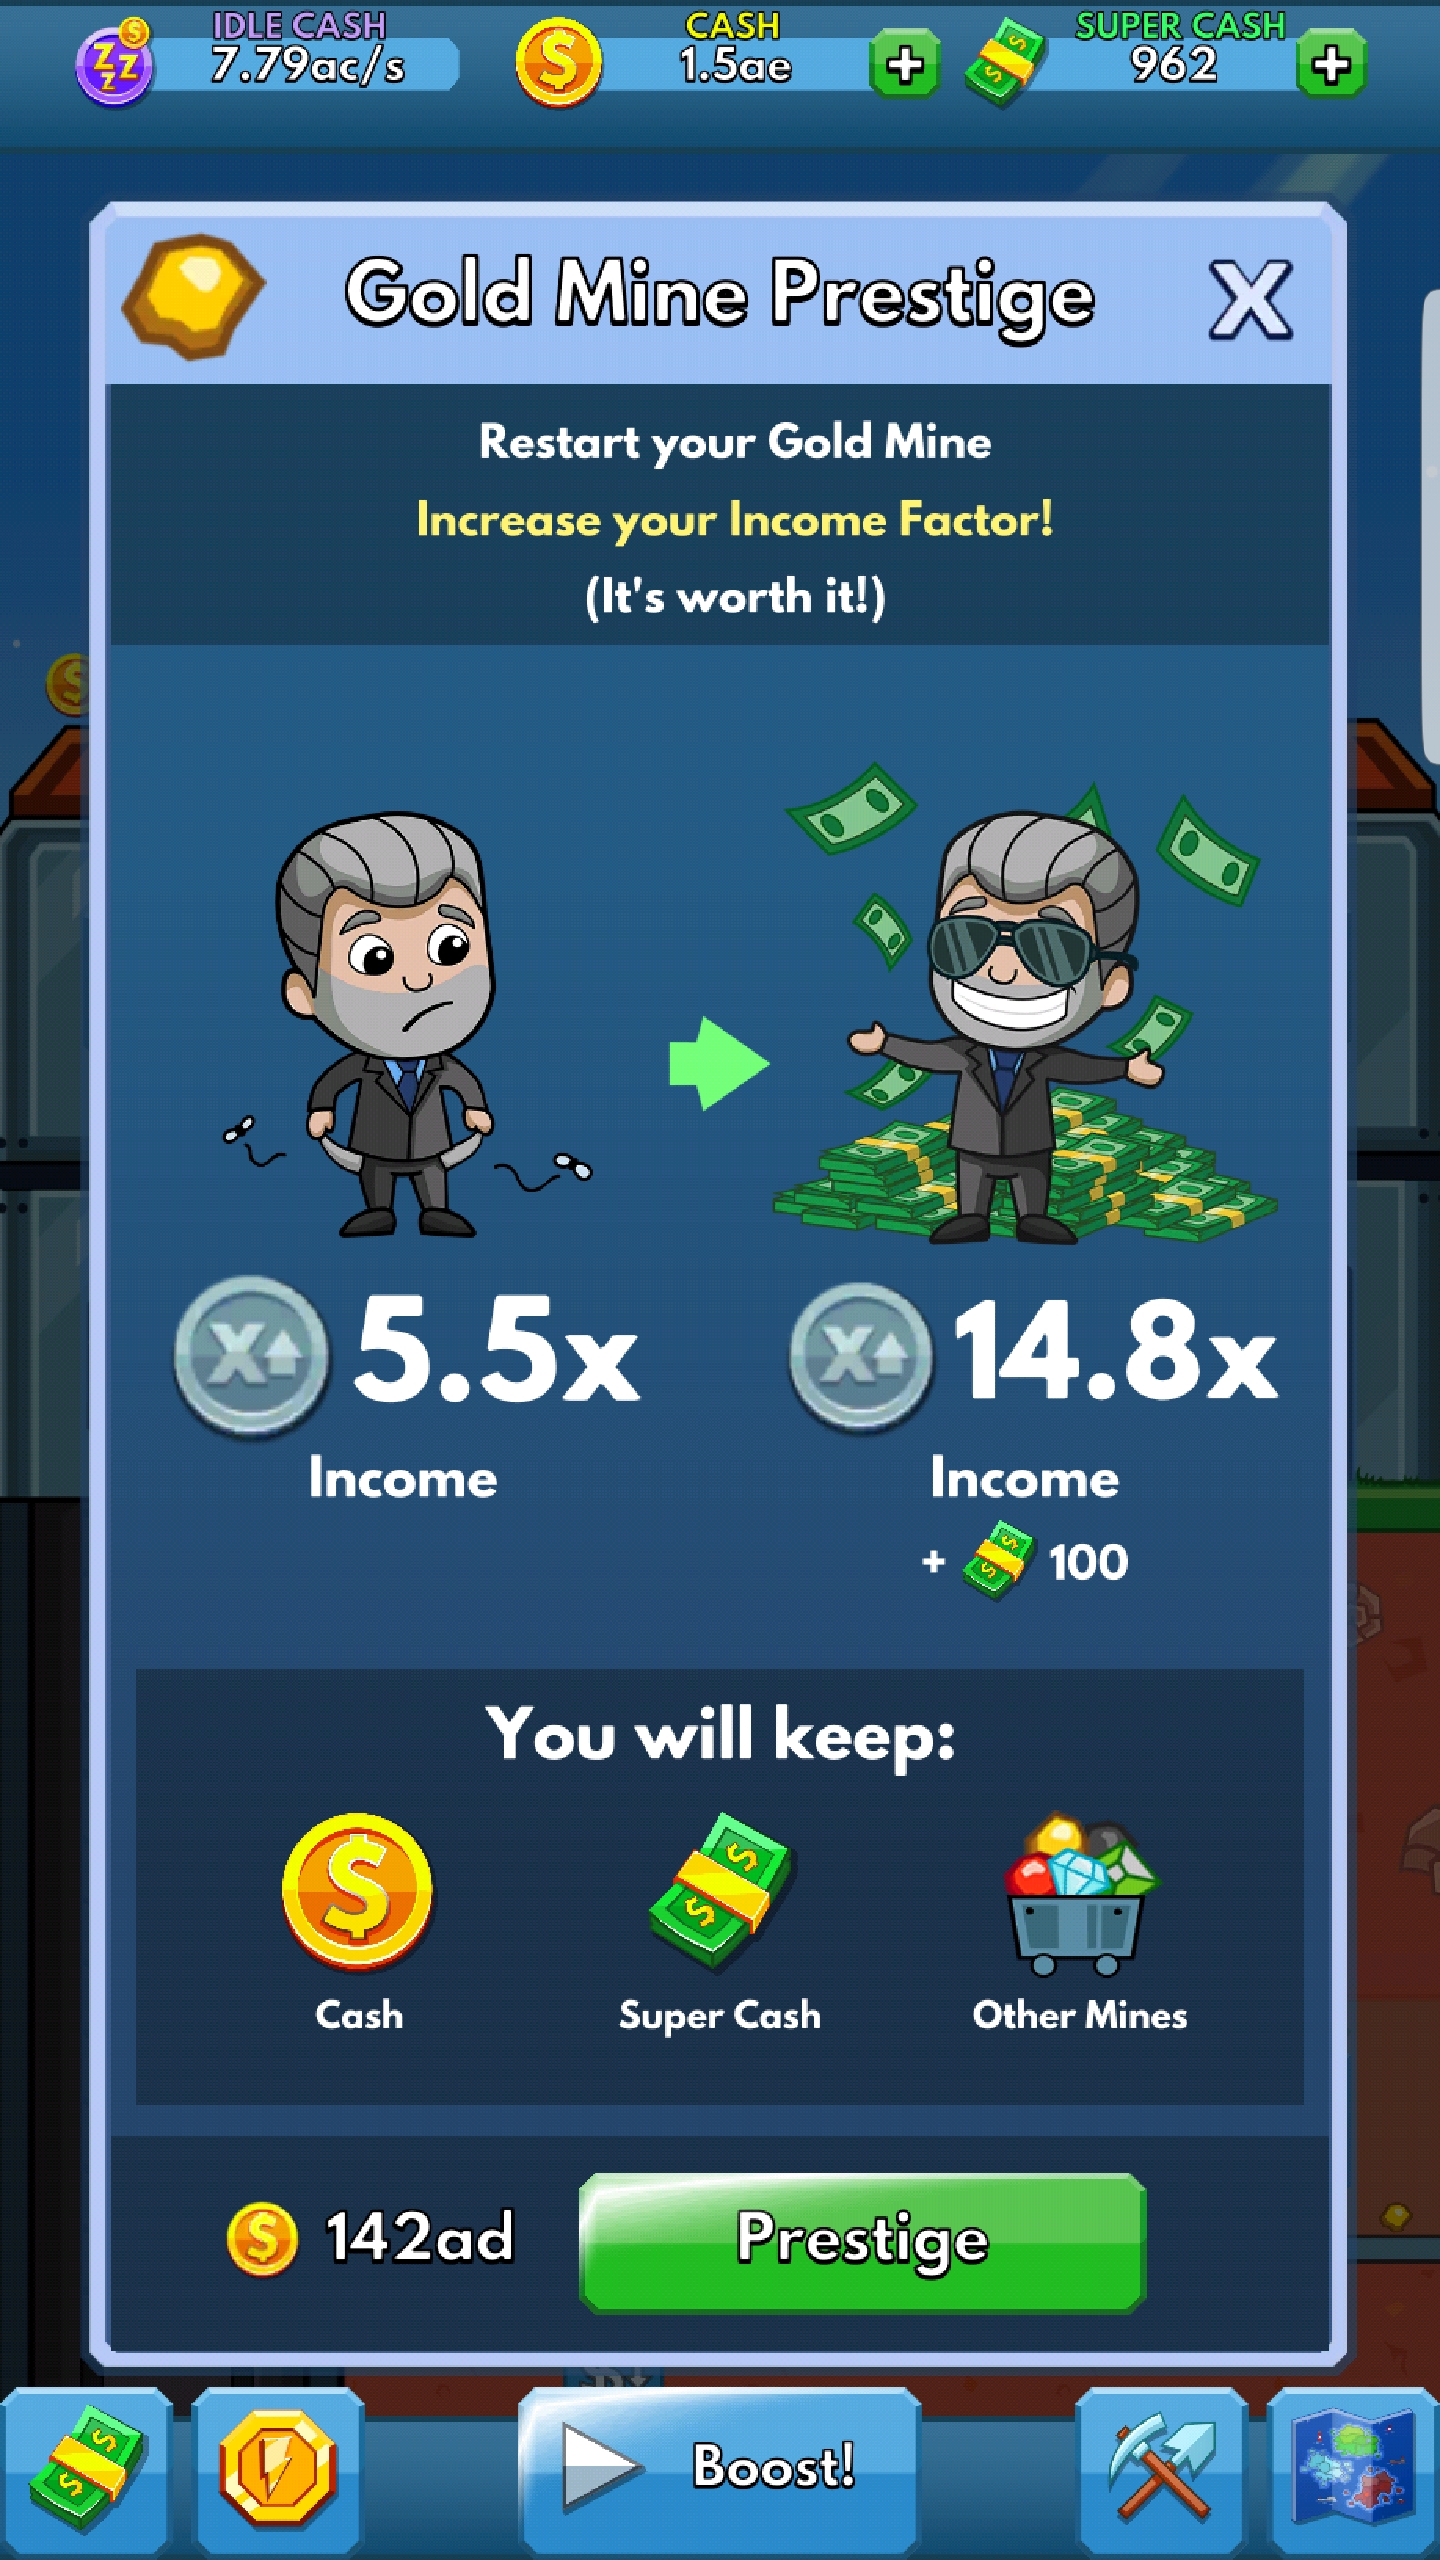 IDLE CASH
7.79ac/s
CASH
1.5ae
SUPER CASH
962
Gold Mine Prestige
X
Restart your Gold Mine
Increase your Income Factor!
(It's worth it!)
5.5x
14.8x
Income
Income
+ 100
You will keep:
Cash
Super Cash
Other Mines
142ad
Prestige
Boost!